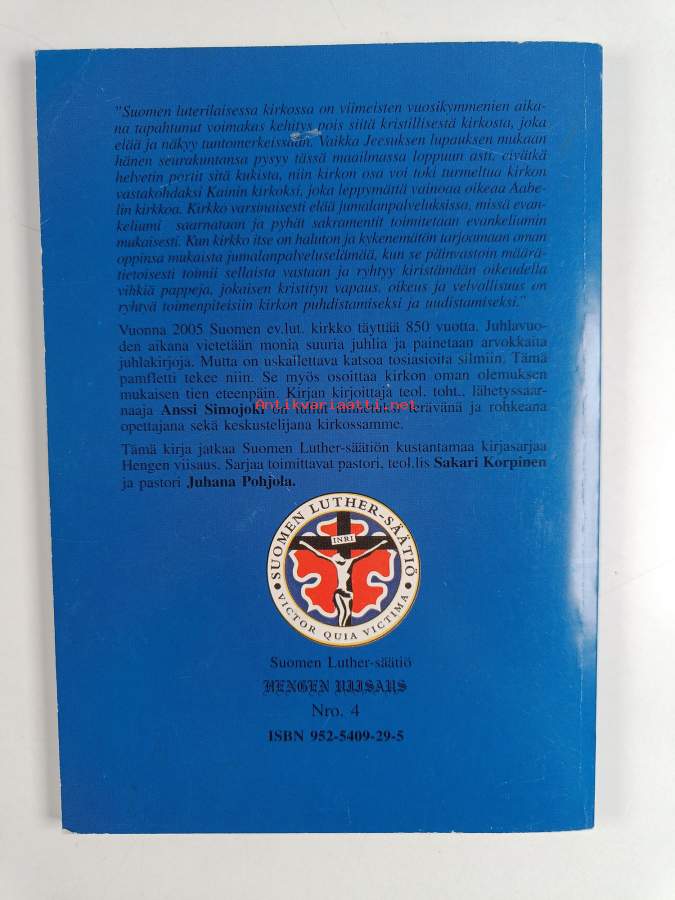 "Suomen luterilaisessa kirkossa on viimeisten vuosikymmenien aika-
na tapahtunut voimakas kehitys pois siitä kristillisestä kirkosta, joka
elää ja näkyy tuntomerkeissään. Vaikka Jeesuksen lupauksen mukaan
hänen seurakuntansa pysyy tässä maailmassa loppuun asti, eivätkä
helvetin portit sitä kukista, niin kirkon osa voi toki turmeltua kirkon
vastakohdaksi Kainin kirkoksi, joka leppymättä vainoaa oikeaa Aabe-
lin kirkkoa. Kirkko varsinaisesti elää jumalanpalveluksissa, missä evan-
keliumi saarnataan ja pyhät sakramentit toimitetaan evankeliumin
mukaisesti. Kun kirkko itse on haluton ja kykenemätön tarjoamaan oman
oppinsa mukaista jumalanpalveluselämää, kun se päinvastoin määrä-
tietoisesti toimii sellaista vastaan ja ryhtyy kiristämään oikeudella
vihkiä pappeja, jokaisen kristityn vapaus, oikeus ja velvollisuus on
ryhtyä toimenpiteisiin kirkon puhdistamiseksi ja uudistamiseksi."
Vuonna 2005 Suomen ev.lut. kirkko täyttää 850 vuotta. Juhlavuo-
den aikana vietetään monia suuria juhlia ja painetaan arvokkaita
juhlakirjoja. Mutta on uskallettava katsoa tosiasioita silmiin. Tämä
pamfletti tekee niin. Se myös osoittaa kirkon oman olemuksen
mukaisen tien eteenpäin. Kirjan kirjoittaja teol. toht., lähetyssaar-
naaja Anssi Simojoki on tullut tunnetuksi terävänä ja rohkeana
opettajana sekä keskustelijana kirkossamme.
Antikvariaatti.net
Tämä kirja jatkaa Suomen Luther-säätiön kustantamaa kirjasarjaa
Hengen viisaus. Sarjaa toimittavat pastori, teol.lis Sakari Korpinen
ja pastori Juhana Pohjola.
SUOMEN LUTHER-SÄÄTIÖ
INRI
VICTOR QUIA VICTIMA
Suomen Luther-säätiö
HENGEN VIISAUS
Nro. 4
ISBN 952-5409-29-5